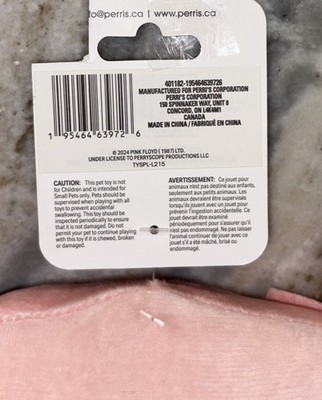 fo@perris.ca | www.perris.ca
401182-195464639726
MANUFACTURED FOR PERRI'S CORPORATION
PERRI'S CORPORATION
150 SPINNAKER WAY, UNIT 8
CONCORD, ON L4K4M1
CANADA
MADE IN CHINA / FABRIQUÉ EN CHINA
1 95464 63972 6
© 2024 PINK FLOYD (1987) LTD.
UNDER LICENSE TO PERRYSCOPE PRODUCTIONS LLC
TYSPL-L215
CAUTION: This pet toy is not
for Children and is intended for
Small Pets only. Pets should be
supervised when playing with all
toys to prevent accidental
swallowing. This toy should be
inspected periodically to ensure
that it is not damaged. Do not
permit your pet to continue playing
with this toy if it is chewed, broken
or damaged.
AVERTISSEMENT: Ce jouet pour
animaux n'est pas destiné aux enfants,
seulement aux petits animaux. Les
animaux devraient être supervisés
lorsqu'ils jouent avec un jouet pour
prévenir l'ingestion accidentelle. Ce
jouet devrait être examiné
périodiquement pour s'assurer
qu'il n'est pas endommagé. Ne pas laisser
l'animal continuer de jouer avec ce
jouet s'il a été mâché, brisé ou
endommagé.